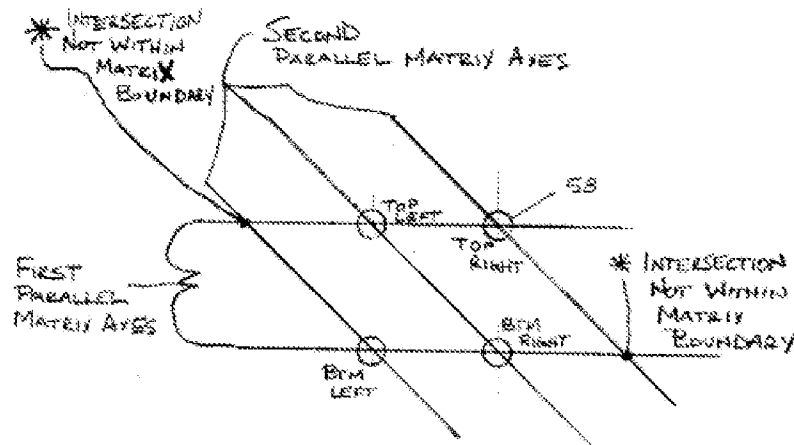 * INTERSECTION
NOT WITHIN
MATRIX
BOUNDARY
SECOND
PARALLEL MATRIX AXES
58
TOP
LEFT
TOP
RIGHT
FIRST
PARALLEL
MATRIX AXES
* INTERSECTION
NOT WITHIN
MATRIX
BOUNDARY
BTM
RIGHT
BTM
LEFT